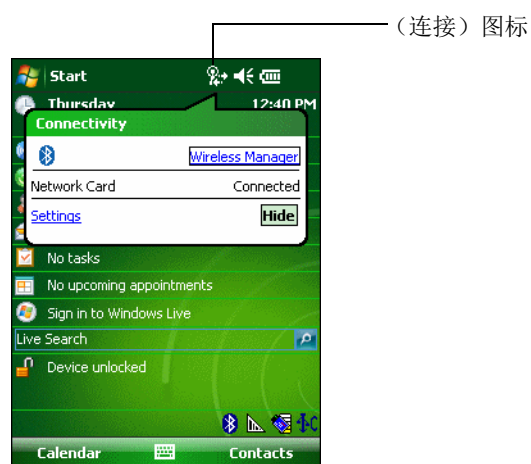 （连接）图标
Start
Thursday 12:40 PM
Connectivity
Wireless Manager
Network Card Connected
Settings Hide
No tasks
No upcoming appointments
Sign in to Windows Live
Live Search
Device unlocked
Calendar Contacts